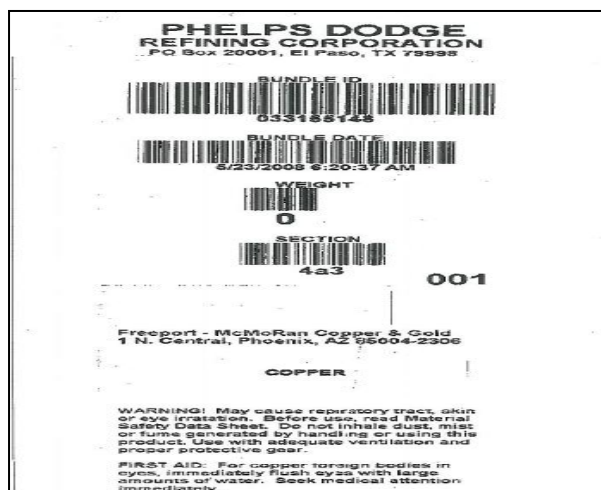 PHELPS DODGE
REFINING CORPORATION
PO Box 20001, El Paso, TX 79998
BUNDLE ID
033185148
BUNDLE DATE
5/23/2008 6:20:37 AM
WEIGHT
0
SECTION
4a3
001
Freeport - McMoRan Copper & Gold
1 N. Central, Phoenix, AZ 85004-2306
COPPER
WARNING! May cause repiratory tract, skin
or eye irratation. Before use, read Material
Safety Data Sheet. Do not inhale dust, mist
or fume generated by handling or using this
product. Use with adequate ventilation and
proper protective gear.
FIRST AID: For copper foreign bodies in
eyes, immediately flush eyes with large
amounts of water. Seek medical attention
immediately